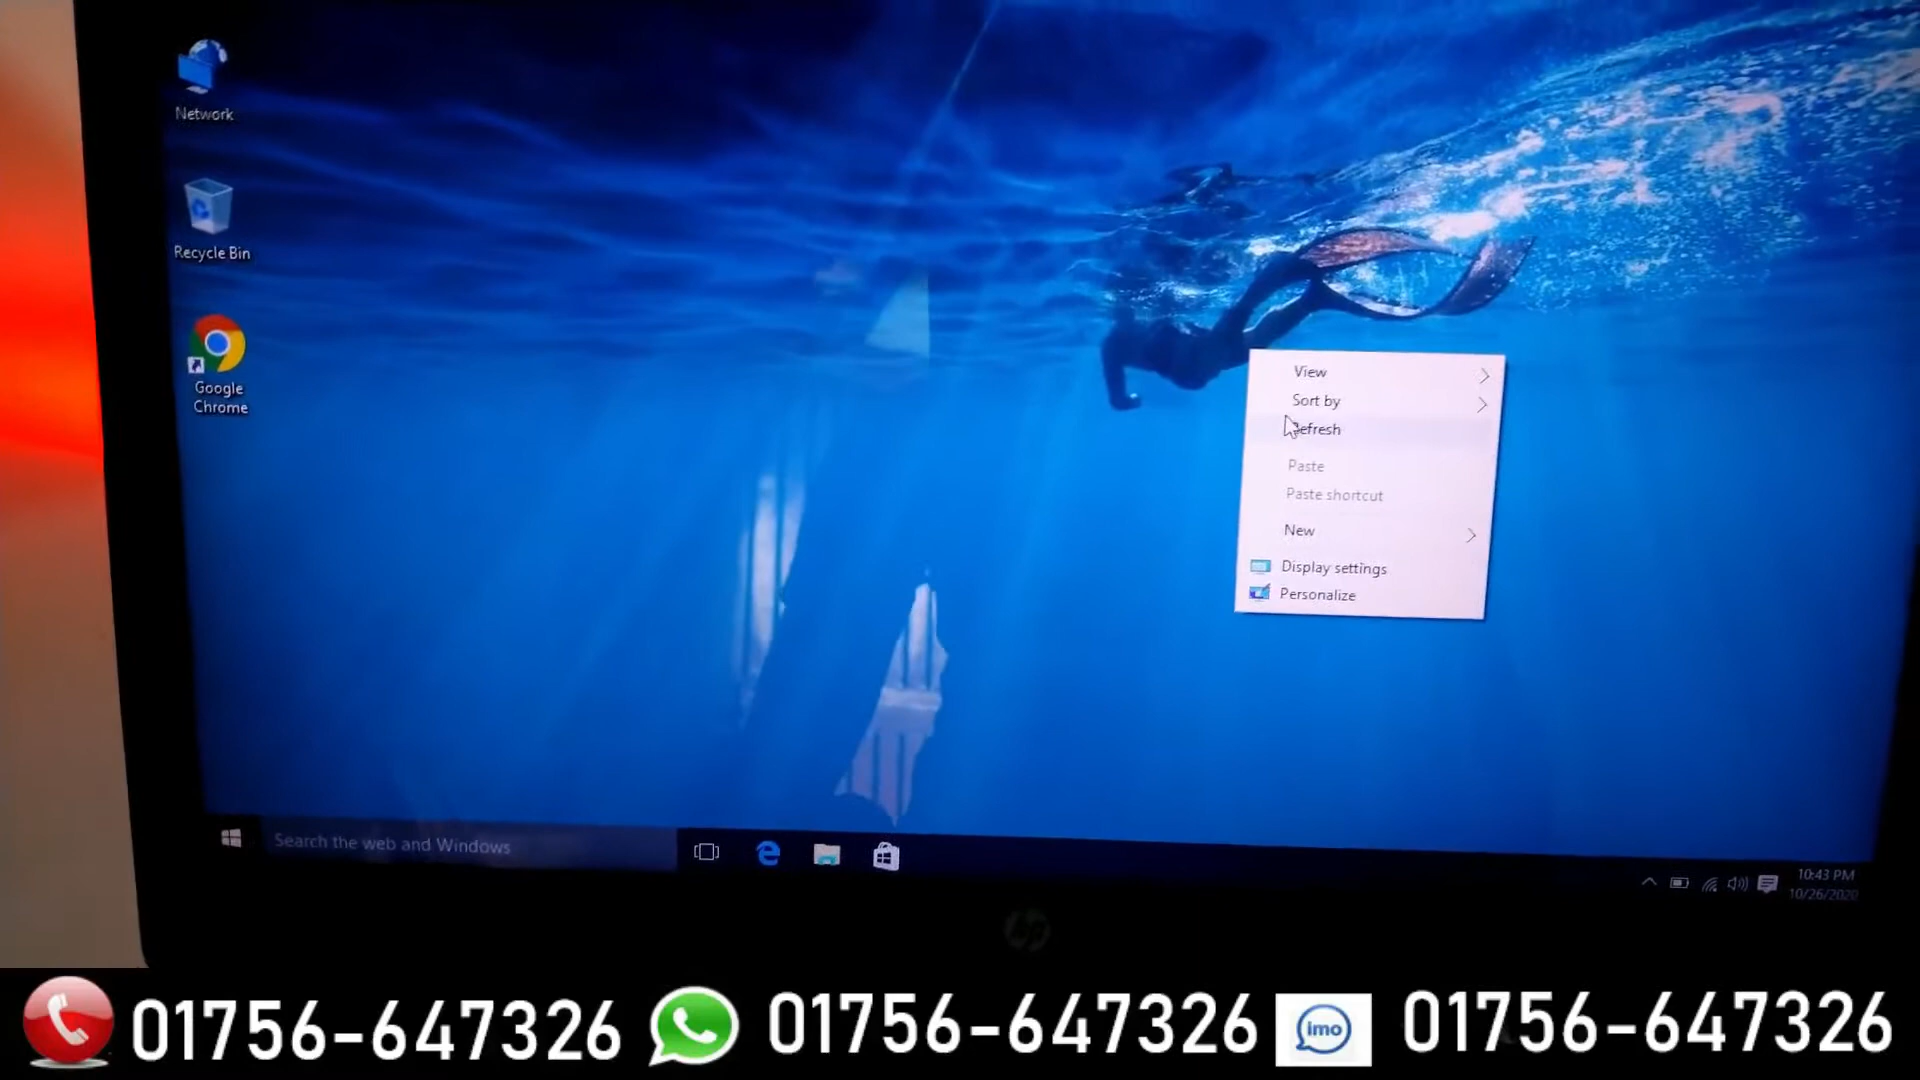 Network
Recycle Bin
Google
Chrome
View
Sort by
Refresh
Paste
Paste shortcut
New
Display settings
Personalize
Search the web and Windows
10:43 PM
10/26/2020
hp
01756-647326
01756-647326
imo
01756-647326